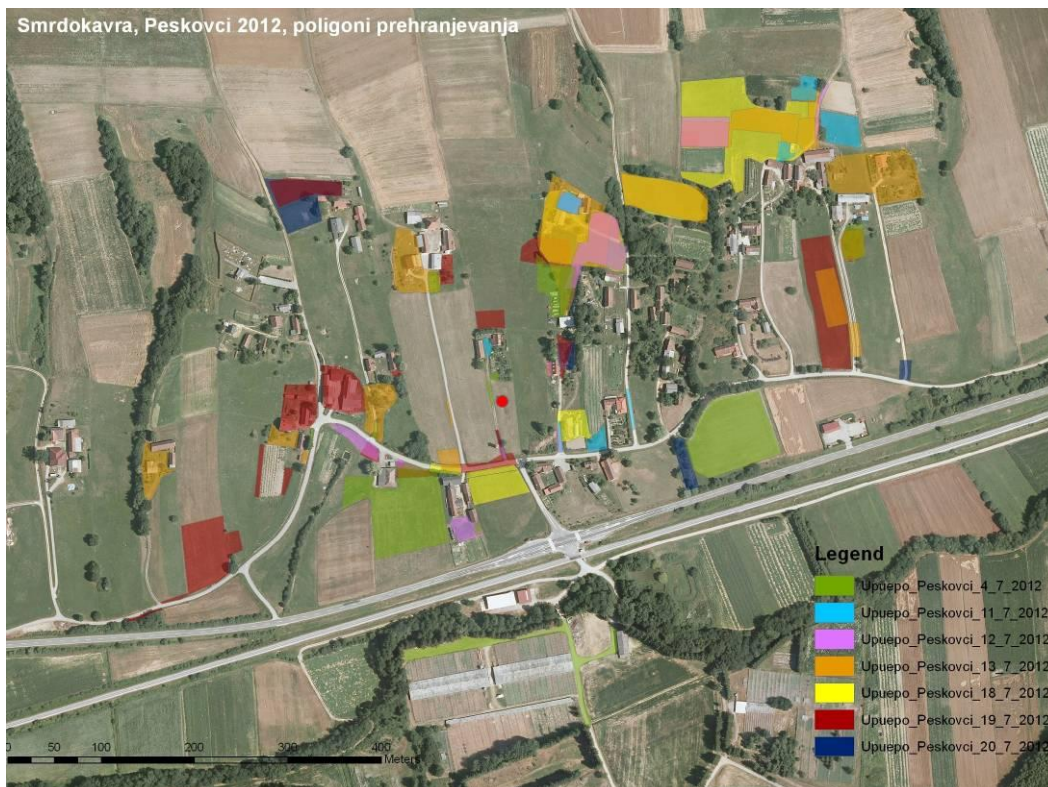 Smrdokavra, Peskovci 2012, poligoni prehranjevanja
Legend
Upuepo_Peskovci_4_7_2012
Upuepo_Peskovci_11_7_2012
Upuepo_Peskovci_12_7_2012
Upuepo_Peskovci_13_7_2012
Upuepo_Peskovci_18_7_2012
Upuepo_Peskovci_19_7_2012
Upuepo_Peskovci_20_7_2012
0 50 100 200 300 400
Meters